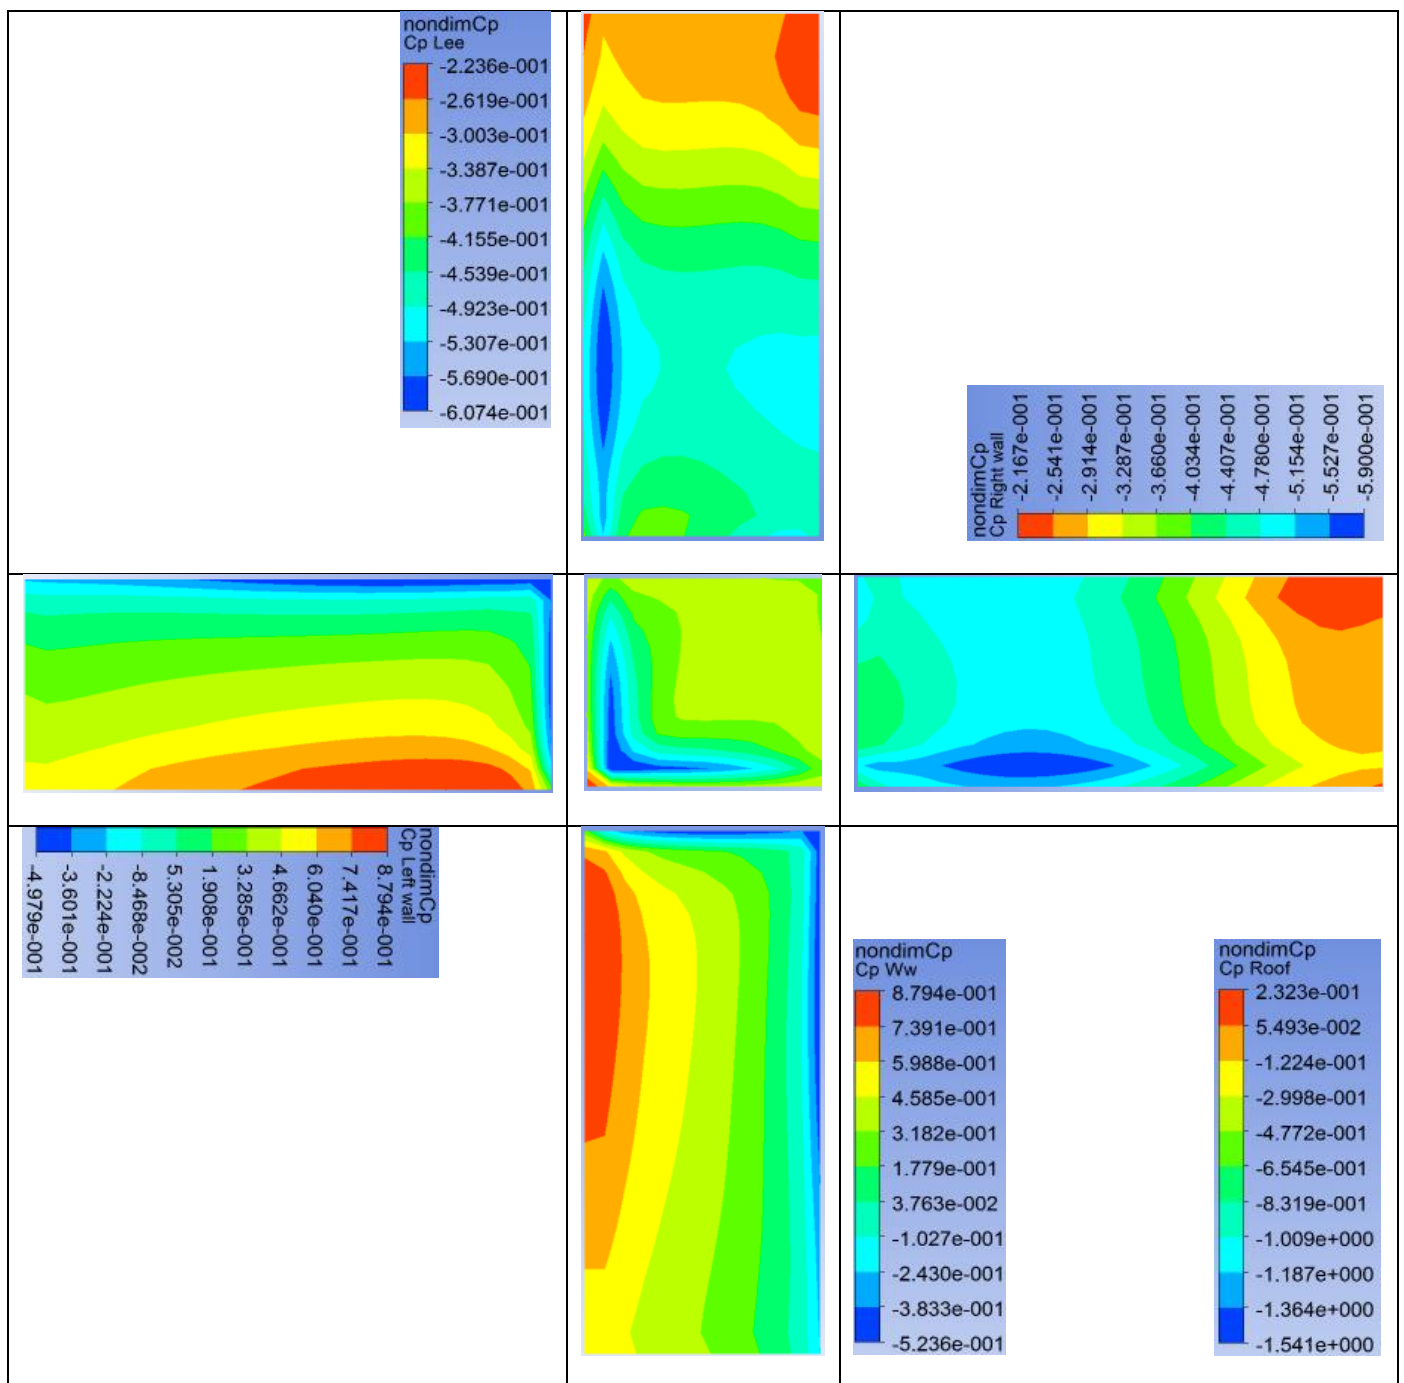 nondimCp
Cp Lee
-2.236e-001
-2.619e-001
-3.003e-001
-3.387e-001
-3.771e-001
-4.155e-001
-4.539e-001
-4.923e-001
-5.307e-001
-5.690e-001
-6.074e-001
nondimCp
Cp Right wall
-2.167e-001
-2.541e-001
-2.914e-001
-3.287e-001
-3.660e-001
-4.034e-001
-4.407e-001
-4.780e-001
-5.154e-001
-5.527e-001
-5.900e-001
nondimCp
Cp Left wall
8.794e-001
7.417e-001
6.040e-001
4.662e-001
3.285e-001
1.908e-001
5.305e-002
-8.468e-002
-2.224e-001
-3.601e-001
-4.979e-001
nondimCp
Cp Ww
8.794e-001
7.391e-001
5.988e-001
4.585e-001
3.182e-001
1.779e-001
3.763e-002
-1.027e-001
-2.430e-001
-3.833e-001
-5.236e-001
nondimCp
Cp Roof
2.323e-001
5.493e-002
-1.224e-001
-2.998e-001
-4.772e-001
-6.545e-001
-8.319e-001
-1.009e+000
-1.187e+000
-1.364e+000
-1.541e+000